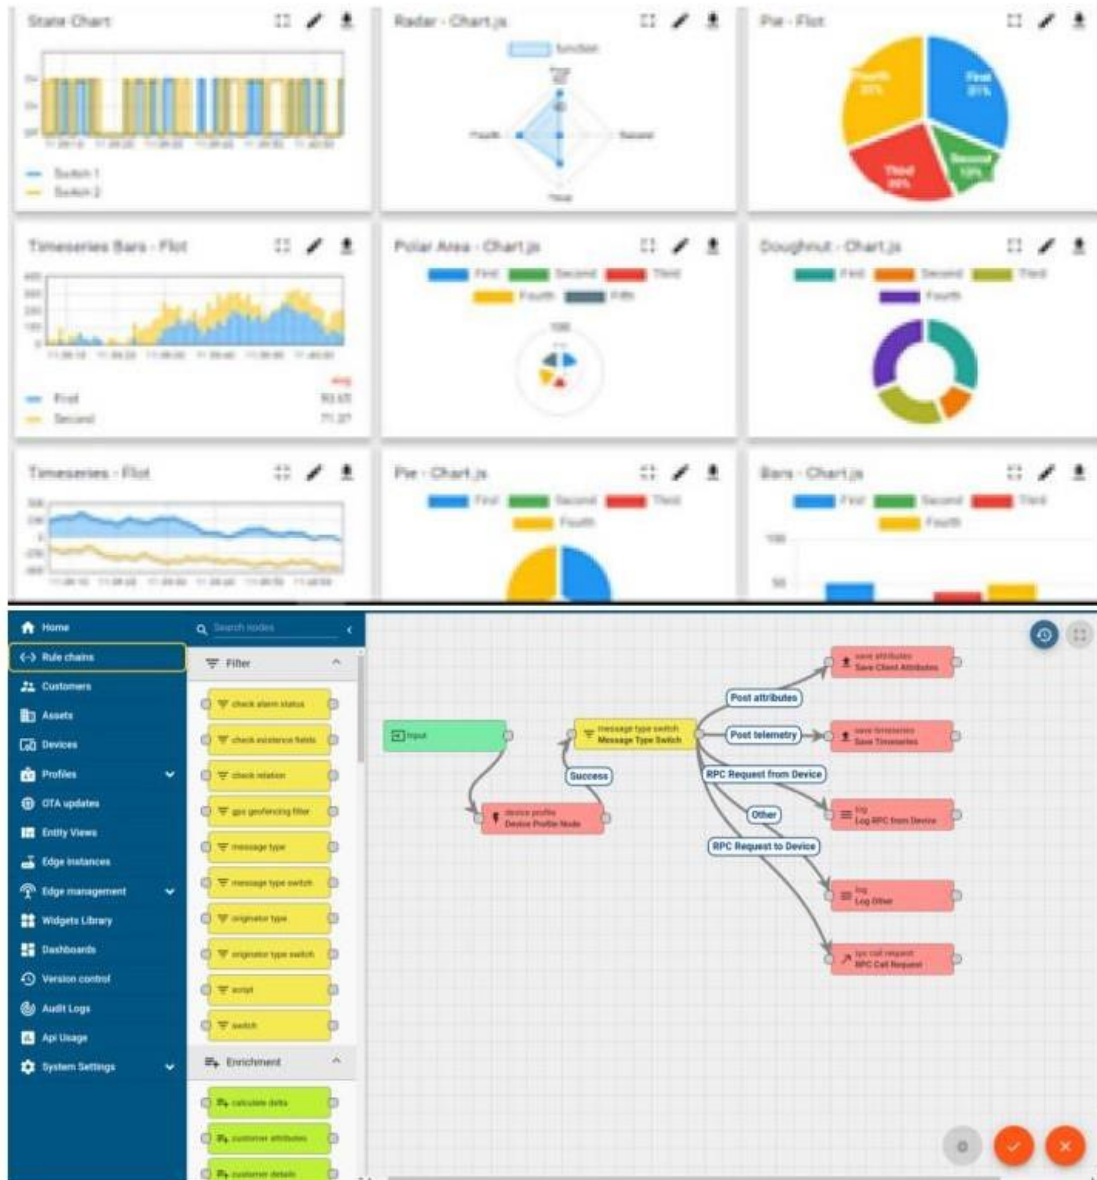 State Chart
Switch 1
Switch 2
Radar - Chart.js
function
Fourth
Second
Pie - Flot
Fourth
First
31%
Second
Third
Timeseries Bars - Flot
400
300
200
100
0
avg
First
Second
Polar Area - Chart.js
First Second Third
Fourth Fifth
100
Doughnut - Chart.js
First Second Third
Fourth
Timeseries - Flot
Pie - Chart.js
First Second Third
Fourth
Bars - Chart.js
First Second Third
Fourth
100
50
Home
Rule chains
Customers
Assets
Devices
Profiles
OTA updates
Entity Views
Edge instances
Edge management
Widgets Library
Dashboards
Version control
Audit Logs
Api Usage
System Settings
Search nodes
Filter
check alarm status
check existence fields
check relation
gps geofencing filter
message type
message type switch
originator type
originator type switch
script
switch
Enrichment
calculate delta
customer attributes
customer details
Input
device profile
Device Profile Node
Success
message type switch
Message Type Switch
Post attributes
Post telemetry
RPC Request from Device
Other
RPC Request to Device
save attributes
Save Client Attributes
save timeseries
Save Timeseries
log
Log RPC from Device
log
Log Other
rpc call request
RPC Call Request